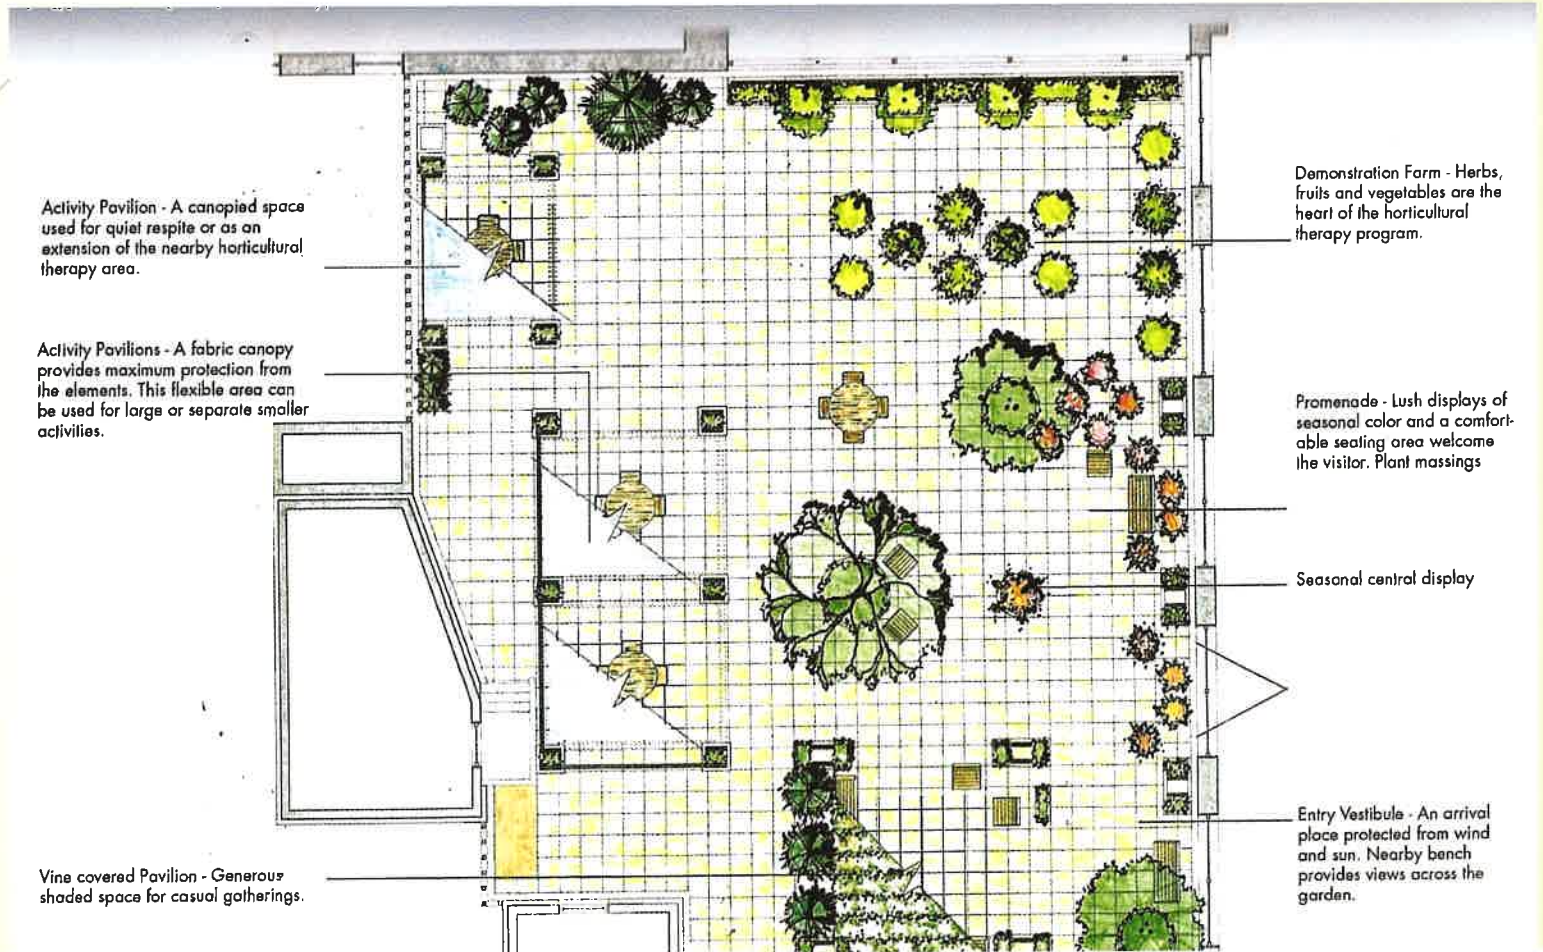 Activity Pavilion - A canopied space
used for quiet respite or as an
extension of the nearby horticultural
therapy area.
Activity Pavilions - A fabric canopy
provides maximum protection from
the elements. This flexible area can
be used for large or separate smaller
activities.
Vine covered Pavilion - Generous
shaded space for casual gatherings.
Demonstration Farm - Herbs,
fruits and vegetables are the
heart of the horticultural
therapy program.
Promenade - Lush displays of
seasonal color and a comfort-
able seating area welcome
the visitor. Plant massings
Seasonal central display
Entry Vestibule - An arrival
place protected from wind
and sun. Nearby bench
provides views across the
garden.